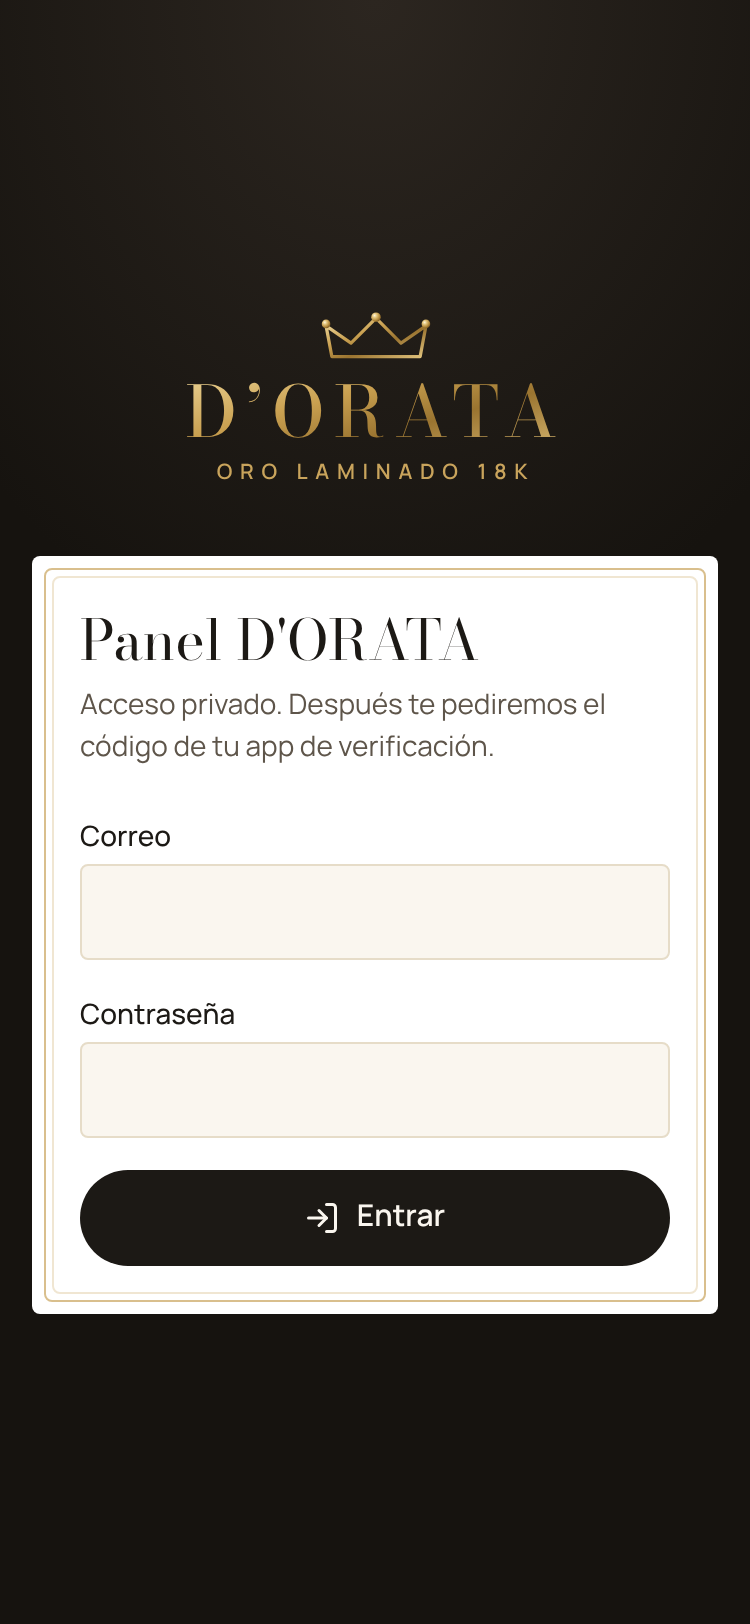 D’ORATA
ORO LAMINADO 18K
Panel D'ORATA
Acceso privado. Después te pediremos el
código de tu app de verificación.
Correo
Contraseña
Entrar